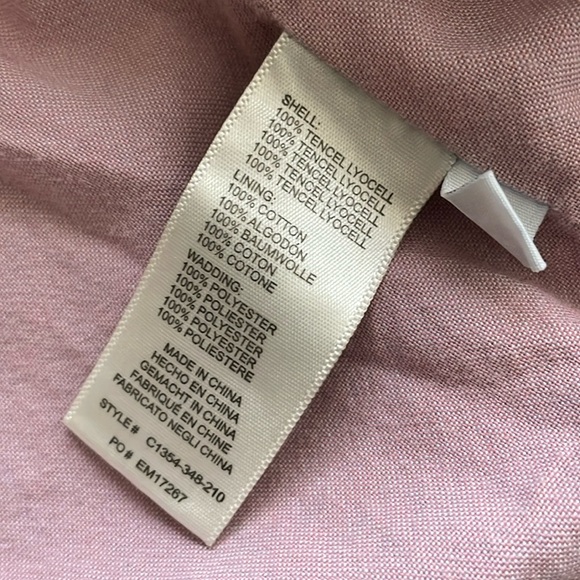 SHELL:
100% TENCEL LYOCELL
100% TENCEL LYOCELL
100% TENCEL LYOCELL
100% TENCEL LYOCELL
100% TENCEL LYOCELL
LINING:
100% COTTON
100% ALGODÓN
100% BAUMWOLLE
100% COTON
100% COTONE
WADDING:
100% POLYESTER
100% POLIESTER
100% POLYESTER
100% POLYESTER
100% POLIESTERE
MADE IN CHINA
HECHO EN CHINA
GEMACHT IN CHINA
FABRIQUÉ EN CHINE
FABRICATO NEGLI CHINA
STYLE # C1354-348-210
PO # EM17267